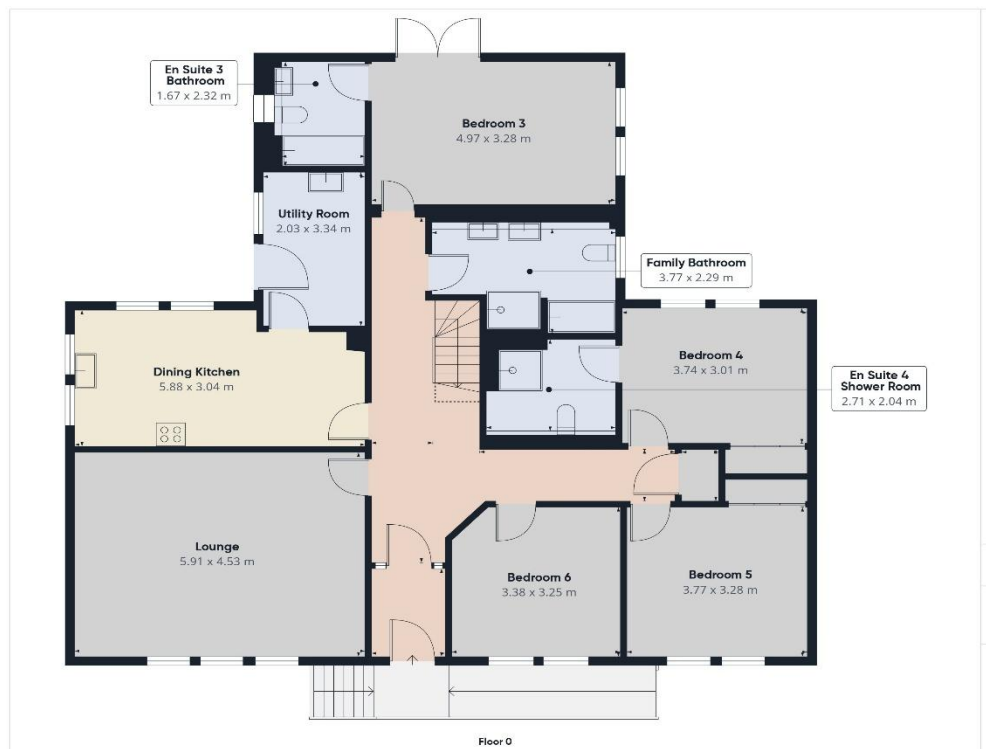 En Suite 3
Bathroom
1.67 x 2.32 m
Bedroom 3
4.97 x 3.28 m
Utility Room
2.03 x 3.34 m
Family Bathroom
3.77 x 2.29 m
Dining Kitchen
5.88 x 3.04 m
Bedroom 4
3.74 x 3.01 m
En Suite 4
Shower Room
2.71 x 2.04 m
Lounge
5.91 x 4.53 m
Bedroom 6
3.38 x 3.25 m
Bedroom 5
3.77 x 3.28 m
Floor 0